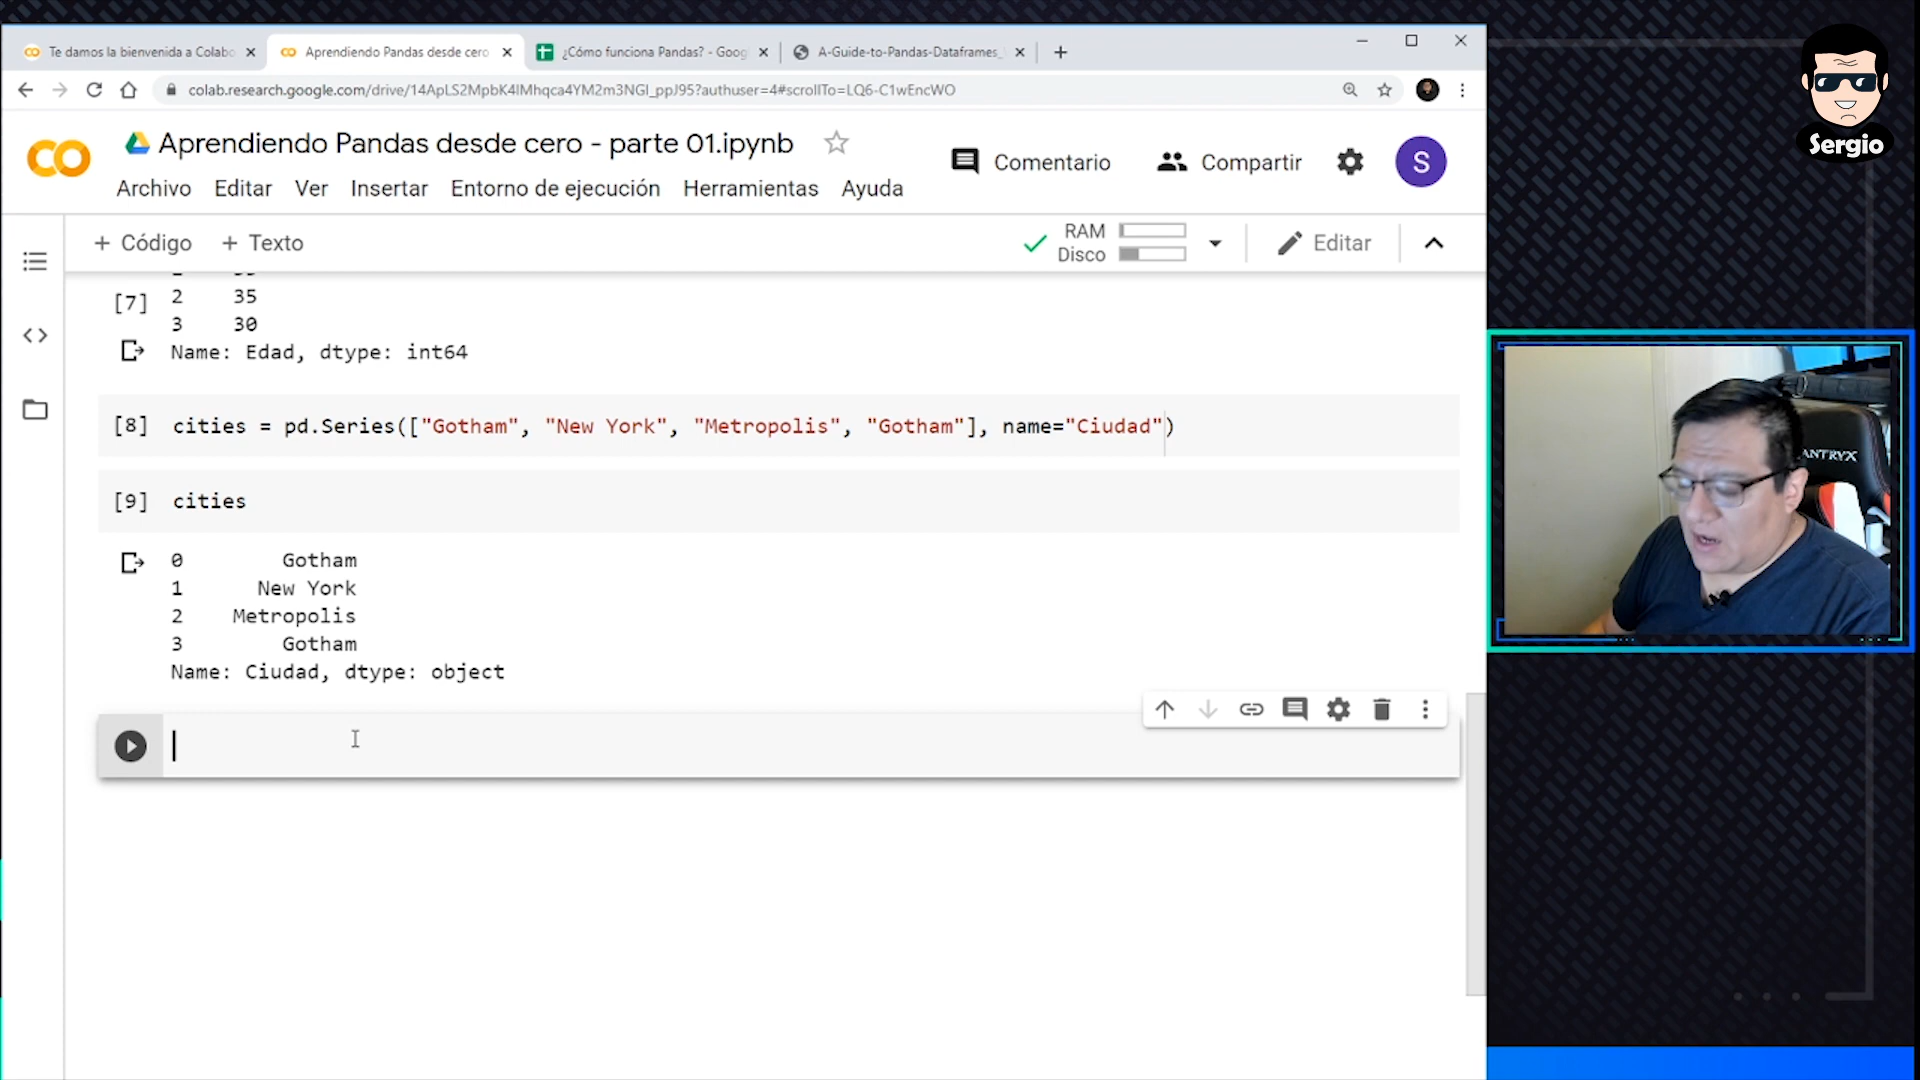 Te damos la bienvenida a Colabo
Aprendiendo Pandas desde cero
¿Cómo funciona Pandas? - Goog
A-Guide-to-Pandas-Dataframes_
colab.research.google.com/drive/14ApLS2MpbK4lMhqca4YM2m3NGl_ppJ95?authuser=4#scrollTo=LQ6-C1wEncWO
Sergio
CO
Aprendiendo Pandas desde cero - parte 01.ipynb
Comentario
Compartir
S
Archivo Editar Ver Insertar Entorno de ejecución Herramientas Ayuda
+ Código + Texto
RAM
Disco
Editar
[7]
2 35
3 30
Name: Edad, dtype: int64
[8] cities = pd.Series(["Gotham", "New York", "Metropolis", "Gotham"], name="Ciudad")
[9] cities
0 Gotham
1 New York
2 Metropolis
3 Gotham
Name: Ciudad, dtype: object
ANTRYX